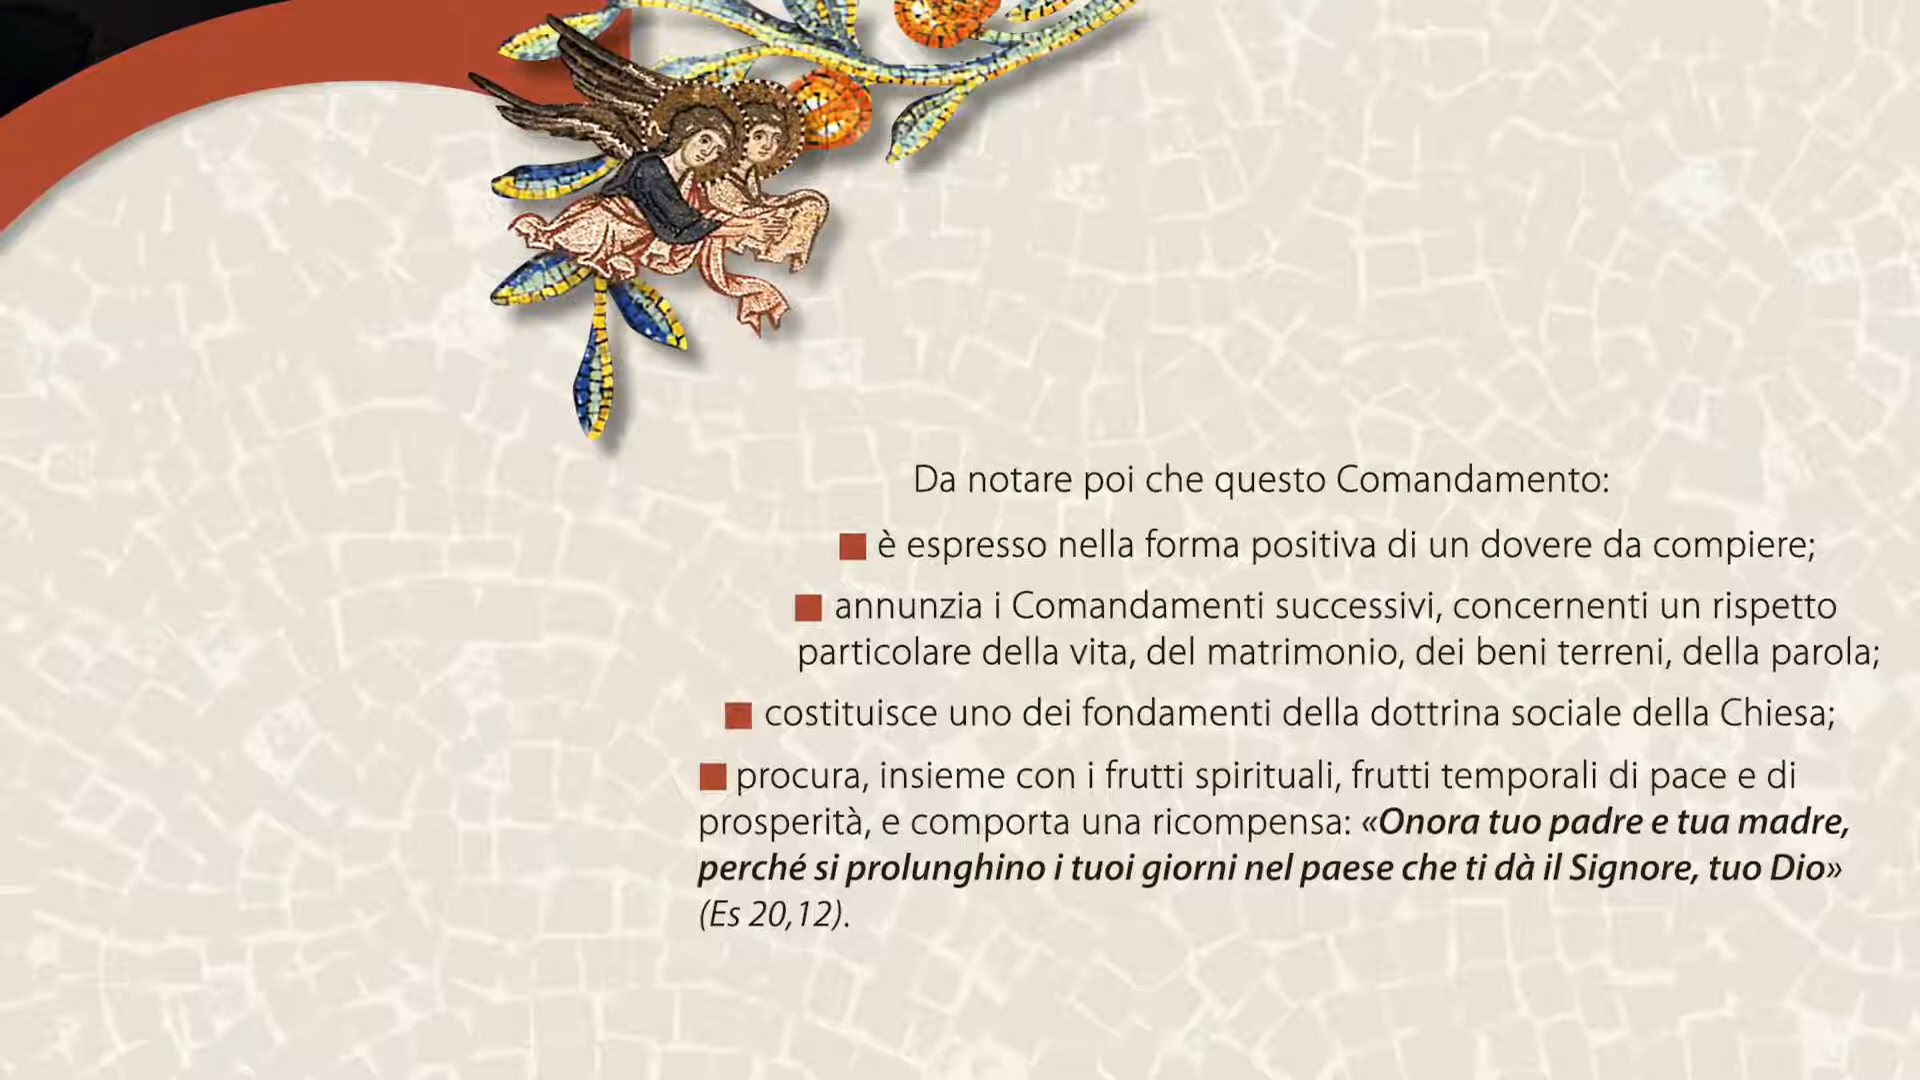 Da notare poi che questo Comandamento:
■ è espresso nella forma positiva di un dovere da compiere;
■ annunzia i Comandamenti successivi, concernenti un rispetto
particolare della vita, del matrimonio, dei beni terreni, della parola;
■ costituisce uno dei fondamenti della dottrina sociale della Chiesa;
■ procura, insieme con i frutti spirituali, frutti temporali di pace e di
prosperità, e comporta una ricompensa: «Onora tuo padre e tua madre,
perché si prolunghino i tuoi giorni nel paese che ti dà il Signore, tuo Dio»
(Es 20,12).